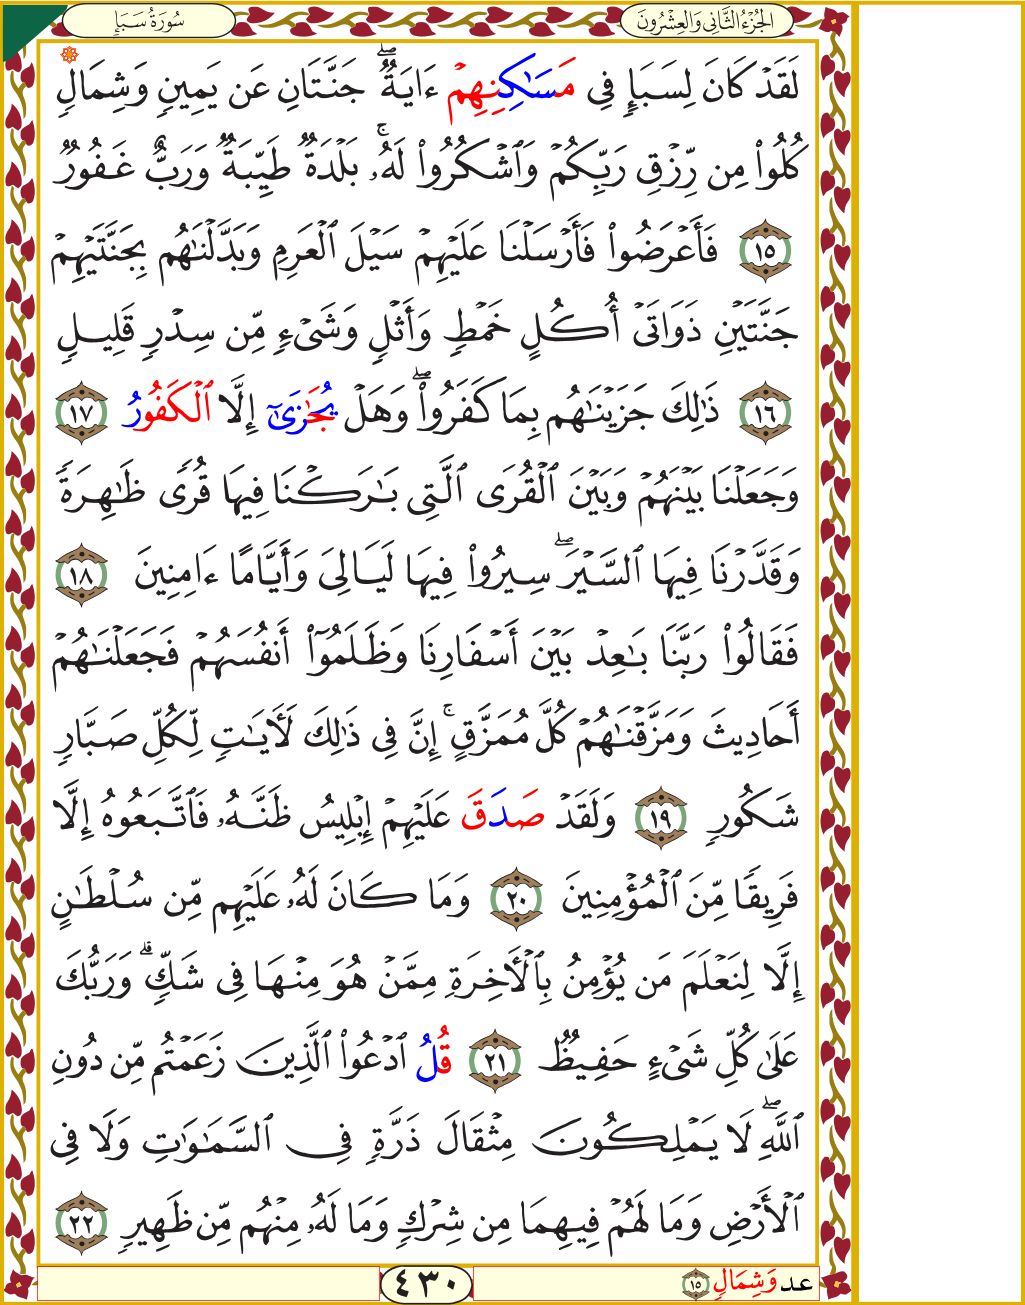 الجُزْءُ الثَّانِي وَالعِشْرُونَ
سُورَةُ سَبَإٍ
لَقَدْ كَانَ لِسَبَإٖ فِي مَسَٰكِنِهِمْ ءَايَةٞۖ جَنَّتَانِ عَن يَمِينٖ وَشِمَالٖ
كُلُوا۟ مِن رِّزْقِ رَبِّكُمْ وَٱشْكُرُوا۟ لَهُۥۚ بَلْدَةٞ طَيِّبَةٞ وَرَبٌّ غَفُورٞ
١٥ فَأَعْرَضُوا۟ فَأَرْسَلْنَا عَلَيْهِمْ سَيْلَ ٱلْعَرِمِ وَبَدَّلْنَٰهُم بِجَنَّتَيْهِمْ
جَنَّتَيْنِ ذَوَاتَىْ أُكُلٍ خَمْطٖ وَأَثْلٖ وَشَىْءٖ مِّن سِدْرٖ قَلِيلٖ
١٦ ذَٰلِكَ جَزَيْنَٰهُم بِمَا كَفَرُوا۟ۖ وَهَلْ يُجَٰزَىٰٓ إِلَّا ٱلْكَفُورُ ١٧
وَجَعَلْنَا بَيْنَهُمْ وَبَيْنَ ٱلْقُرَى ٱلَّتِى بَٰرَكْنَا فِيهَا قُرٗى ظَٰهِرَةٗ
وَقَدَّرْنَا فِيهَا ٱلسَّيْرَۖ سِيرُوا۟ فِيهَا لَيَالِىَ وَأَيَّامًا ءَامِنِينَ ١٨
فَقَالُوا۟ رَبَّنَا بَٰعِدْ بَيْنَ أَسْفَارِنَا وَظَلَمُوٓا۟ أَنفُسَهُمْ فَجَعَلْنَٰهُمْ
أَحَادِيثَ وَمَزَّقْنَٰهُمْ كُلَّ مُمَزَّقٍۚ إِنَّ فِى ذَٰلِكَ لَأٓيَٰتٖ لِّكُلِّ صَبَّارٖ
شَكُورٖ ١٩ وَلَقَدْ صَدَقَ عَلَيْهِمْ إِبْلِيسُ ظَنَّهُۥ فَٱتَّبَعُوهُ إِلَّا
فَرِيقٗا مِّنَ ٱلْمُؤْمِنِينَ ٢٠ وَمَا كَانَ لَهُۥ عَلَيْهِم مِّن سُلْطَٰنٍ
إِلَّا لِنَعْلَمَ مَن يُؤْمِنُ بِٱلْأٓخِرَةِ مِمَّنْ هُوَ مِنْهَا فِى شَكّٖۗ وَرَبُّكَ
عَلَىٰ كُلِّ شَىْءٍ حَفِيظٞ ٢١ قُلُ ٱدْعُوا۟ ٱلَّذِينَ زَعَمْتُم مِّن دُونِ
ٱللَّهِۖ لَا يَمْلِكُونَ مِثْقَالَ ذَرَّةٖ فِى ٱلسَّمَٰوَٰتِ وَلَا فِى
ٱلْأَرْضِ وَمَا لَهُمْ فِيهِمَا مِن شِرْكٖ وَمَا لَهُۥ مِنْهُم مِّن ظَهِيرٖ ٢٢
عد وَشِمَالٖ ١٥
٤٣٠